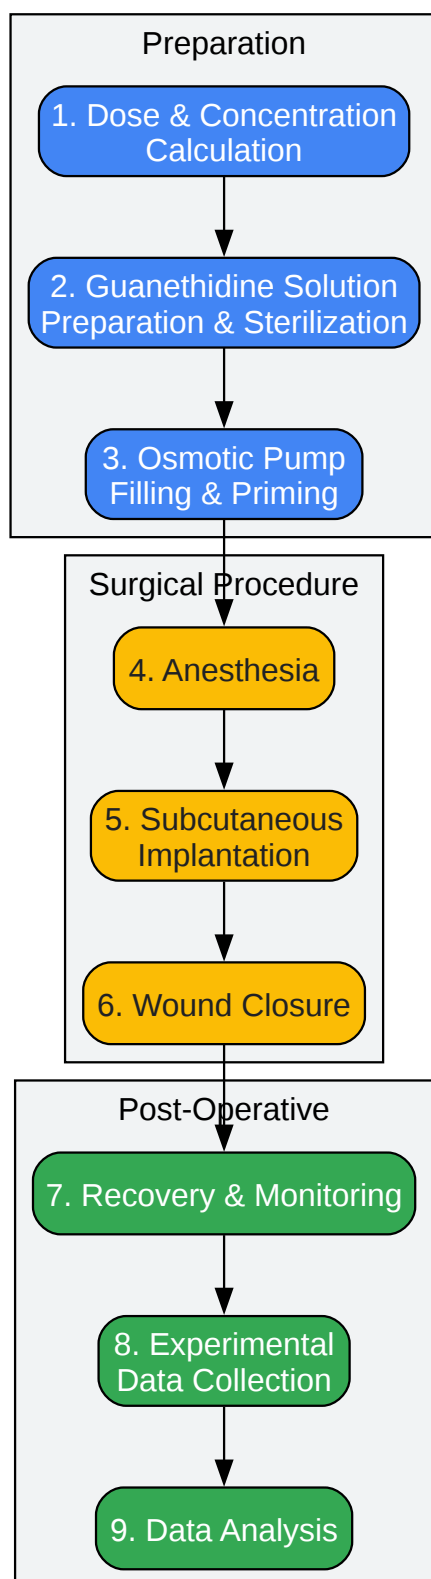 Preparation
1. Dose & Concentration
Calculation
2. Guanethidine Solution
Preparation & Sterilization
3. Osmotic Pump
Filling & Priming
Surgical Procedure
4. Anesthesia
5. Subcutaneous
Implantation
6. Wound Closure
Post-Operative
7. Recovery & Monitoring
8. Experimental
Data Collection
9. Data Analysis